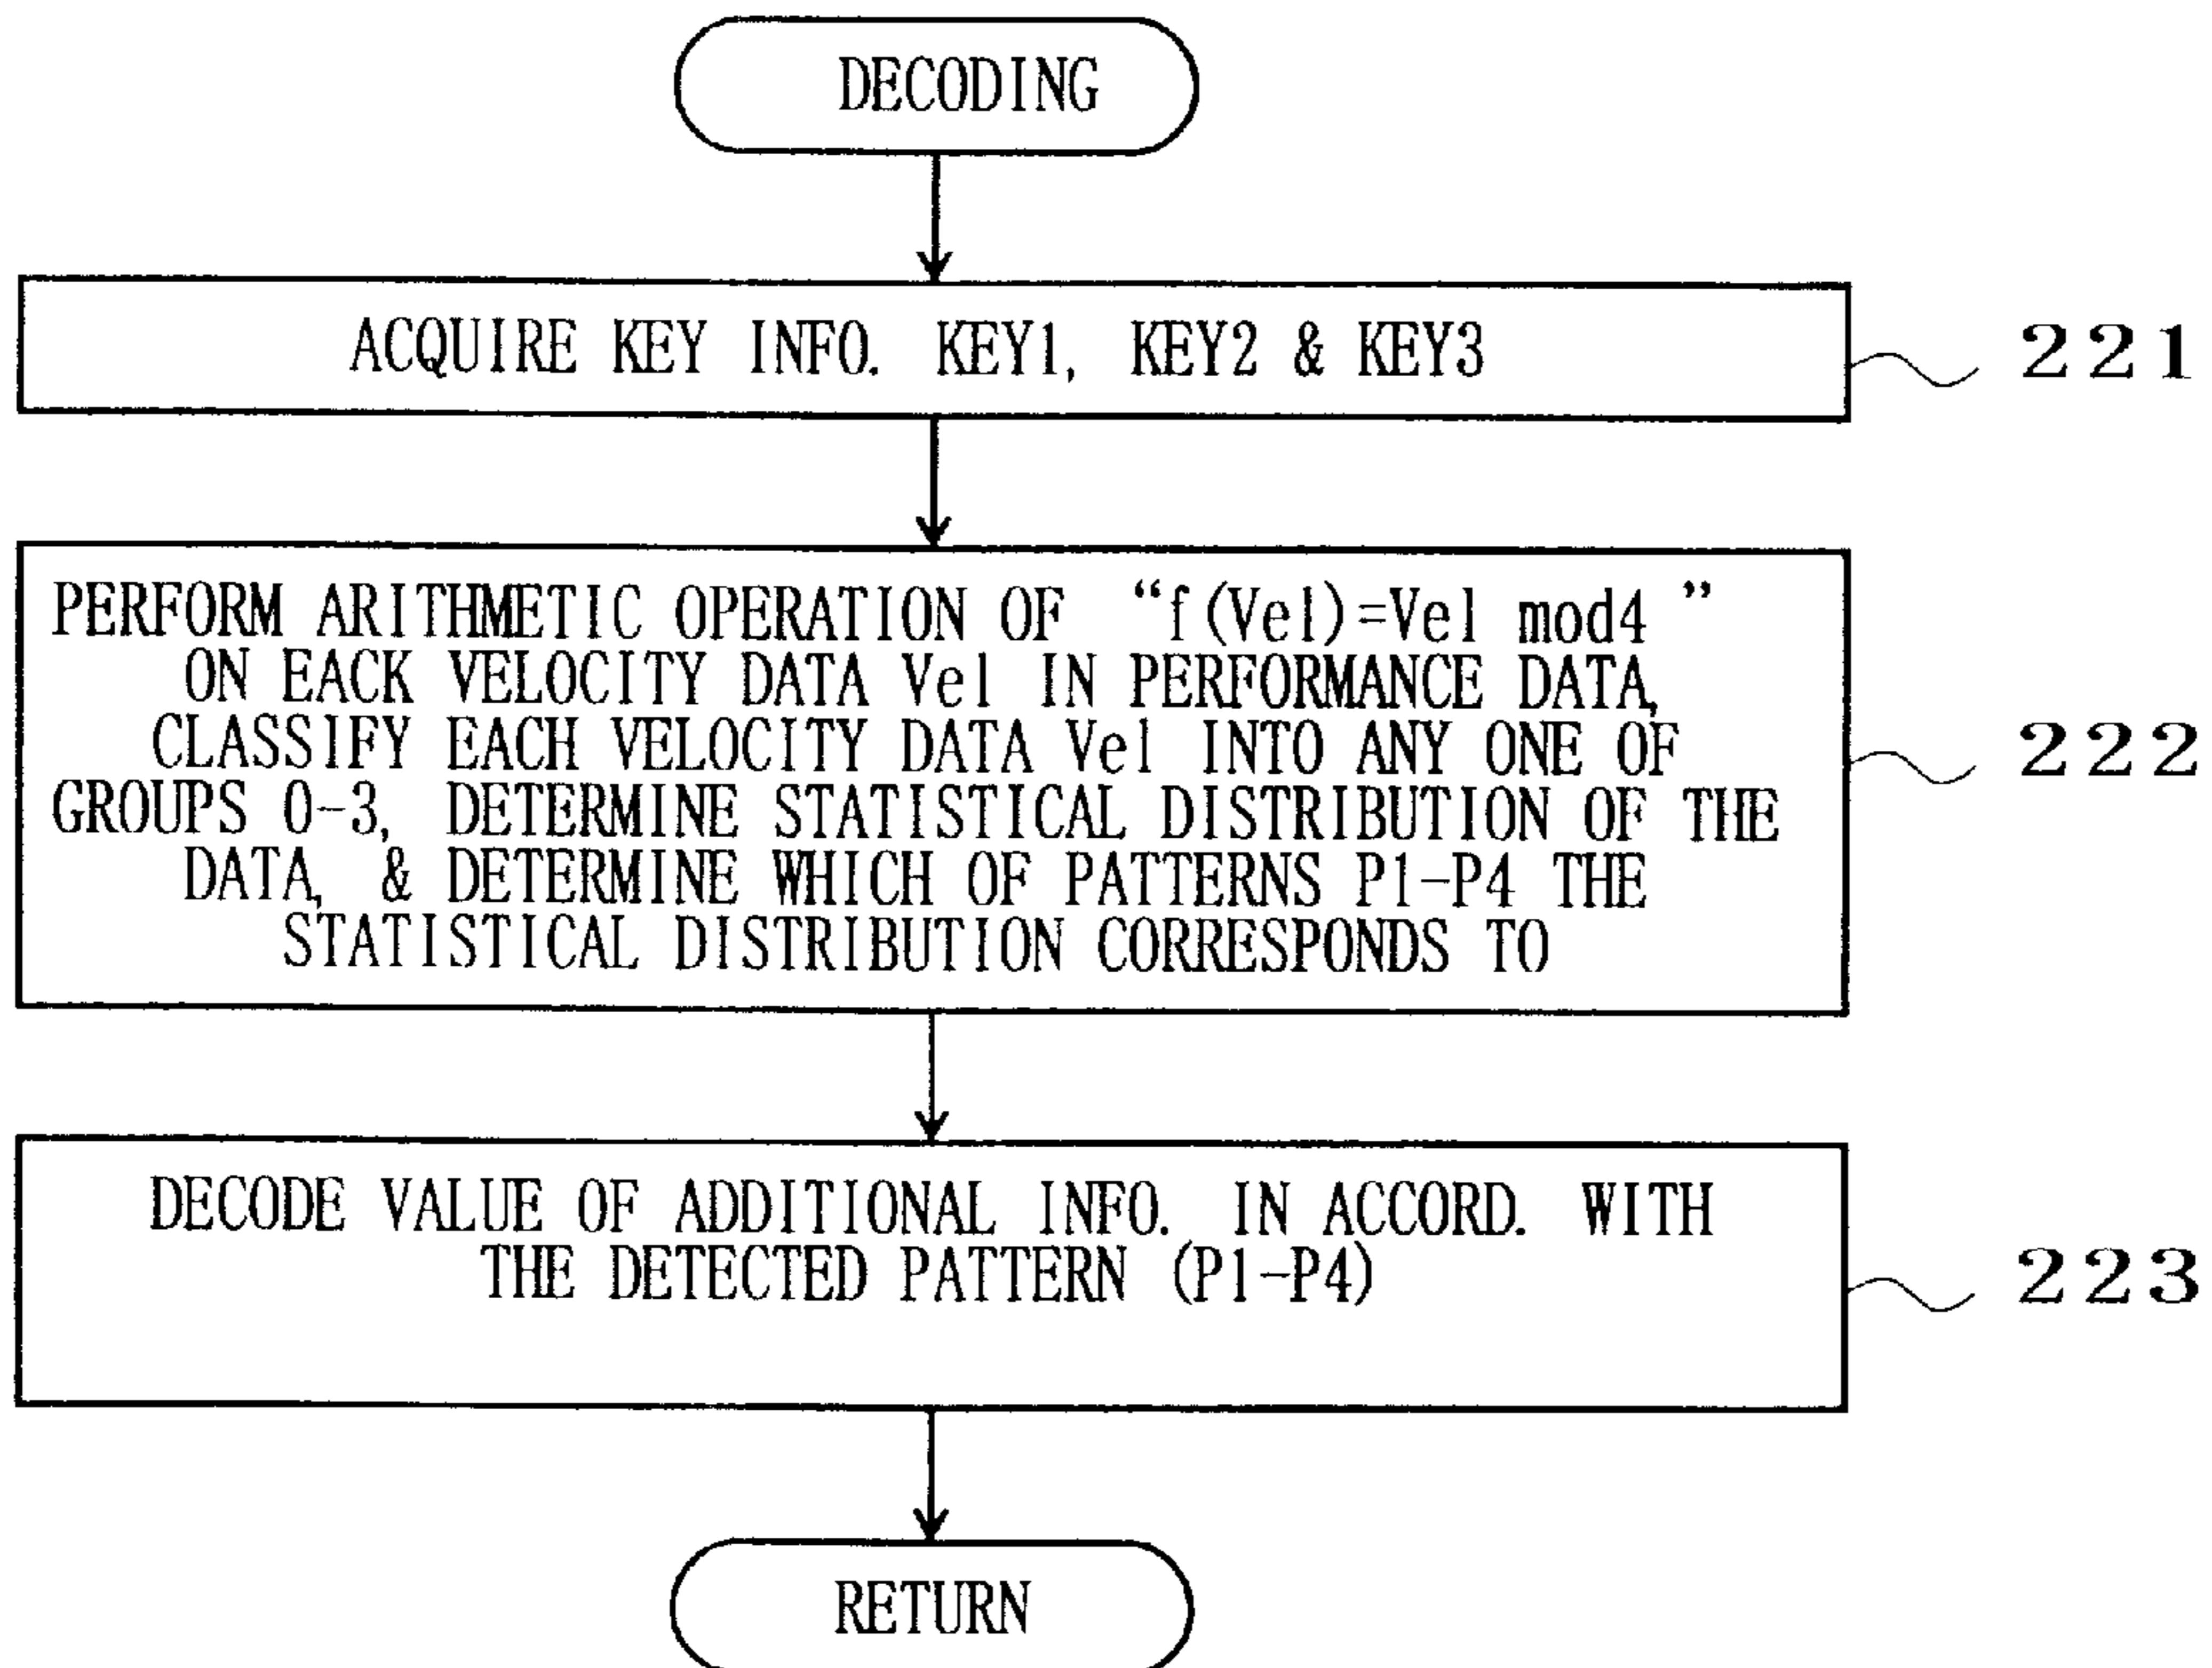 DECODING
ACQUIRE KEY INFO. KEY1, KEY2 & KEY3
221
PERFORM ARITHMETIC OPERATION OF “f(Vel)=Vel mod4 ”
ON EACK VELOCITY DATA Vel IN PERFORMANCE DATA,
CLASSIFY EACH VELOCITY DATA Vel INTO ANY ONE OF
GROUPS 0-3, DETERMINE STATISTICAL DISTRIBUTION OF THE
DATA, & DETERMINE WHICH OF PATTERNS P1-P4 THE
STATISTICAL DISTRIBUTION CORRESPONDS TO
222
DECODE VALUE OF ADDITIONAL INFO. IN ACCORD. WITH
THE DETECTED PATTERN (P1-P4)
223
RETURN